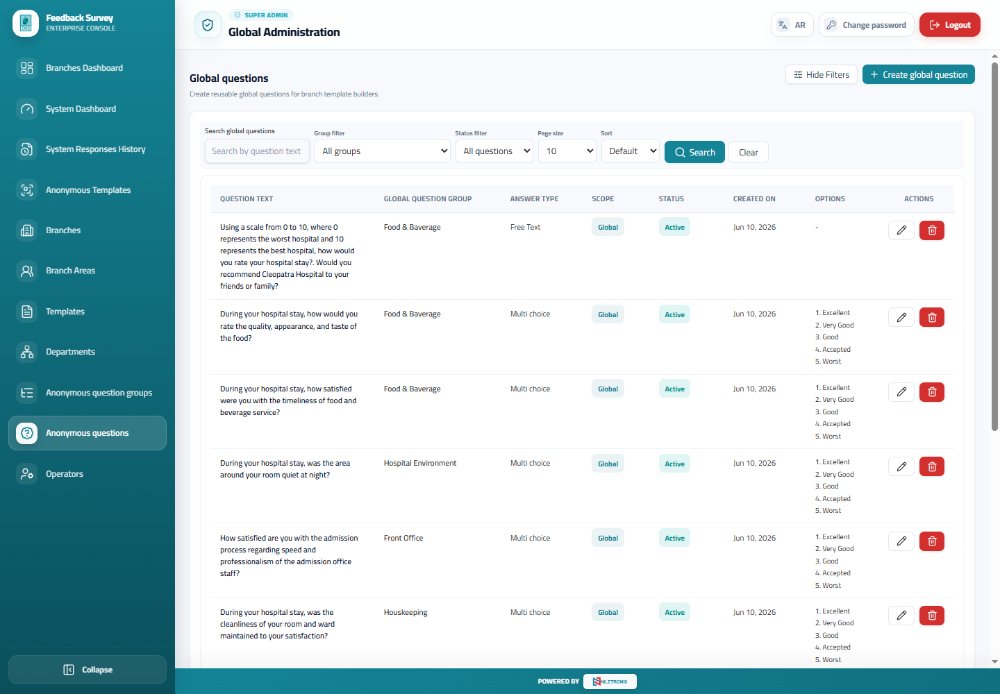 Feedback Survey
ENTERPRISE CONSOLE
Branches Dashboard
System Dashboard
System Responses History
Anonymous Templates
Branches
Branch Areas
Templates
Departments
Anonymous question groups
Anonymous questions
Operators
Collapse
SUPER ADMIN
Global Administration
AR
Change password
Logout
Global questions
Create reusable global questions for branch template builders.
Hide Filters
+ Create global question
Search global questions
Search by question text
Group filter
All groups
Status filter
All questions
Page size
10
Sort
Default
Search
Clear
QUESTION TEXT GLOBAL QUESTION GROUP ANSWER TYPE SCOPE STATUS CREATED ON OPTIONS ACTIONS
Using a scale from 0 to 10, where 0
represents the worst hospital and 10
represents the best hospital, how would
you rate your hospital stay?. Would you
recommend Cleopatra Hospital to your
friends or family?
Food & Baverage
Free Text
Global
Active
Jun 10, 2026
-
During your hospital stay, how would you
rate the quality, appearance, and taste of
the food?
Food & Baverage
Multi choice
Global
Active
Jun 10, 2026
1. Excellent
2. Very Good
3. Good
4. Accepted
5. Worst
During your hospital stay, how satisfied
were you with the timeliness of food and
beverage service?
Food & Baverage
Multi choice
Global
Active
Jun 10, 2026
1. Excellent
2. Very Good
3. Good
4. Accepted
5. Worst
During your hospital stay, was the area
around your room quiet at night?
Hospital Environment
Multi choice
Global
Active
Jun 10, 2026
1. Excellent
2. Very Good
3. Good
4. Accepted
5. Worst
How satisfied are you with the admission
process regarding speed and
professionalism of the admission office
staff?
Front Office
Multi choice
Global
Active
Jun 10, 2026
1. Excellent
2. Very Good
3. Good
4. Accepted
5. Worst
During your hospital stay, was the
cleanliness of your room and ward
maintained to your satisfaction?
Houskeeping
Multi choice
Global
Active
Jun 10, 2026
1. Excellent
2. Very Good
3. Good
4. Accepted
5. Worst
POWERED BY
NILETRONIX